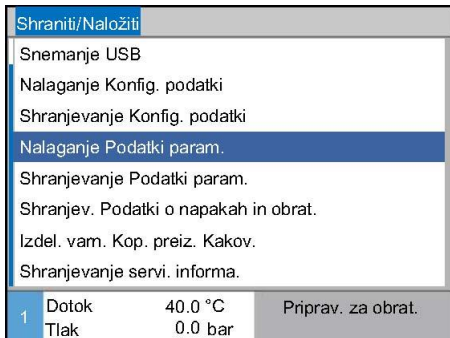 Shraniti/Naložiti
Snemanje USB
Nalaganje Konfig. podatki
Shranjevanje Konfig. podatki
Nalaganje Podatki param.
Shranjevanje Podatki param.
Shranjev. Podatki o napakah in obrat.
Izdel. varn. Kop. preiz. Kakov.
Shranjevanje servi. informa.
1 Dotok 40.0 °C Priprav. za obrat.
Tlak 0.0 bar